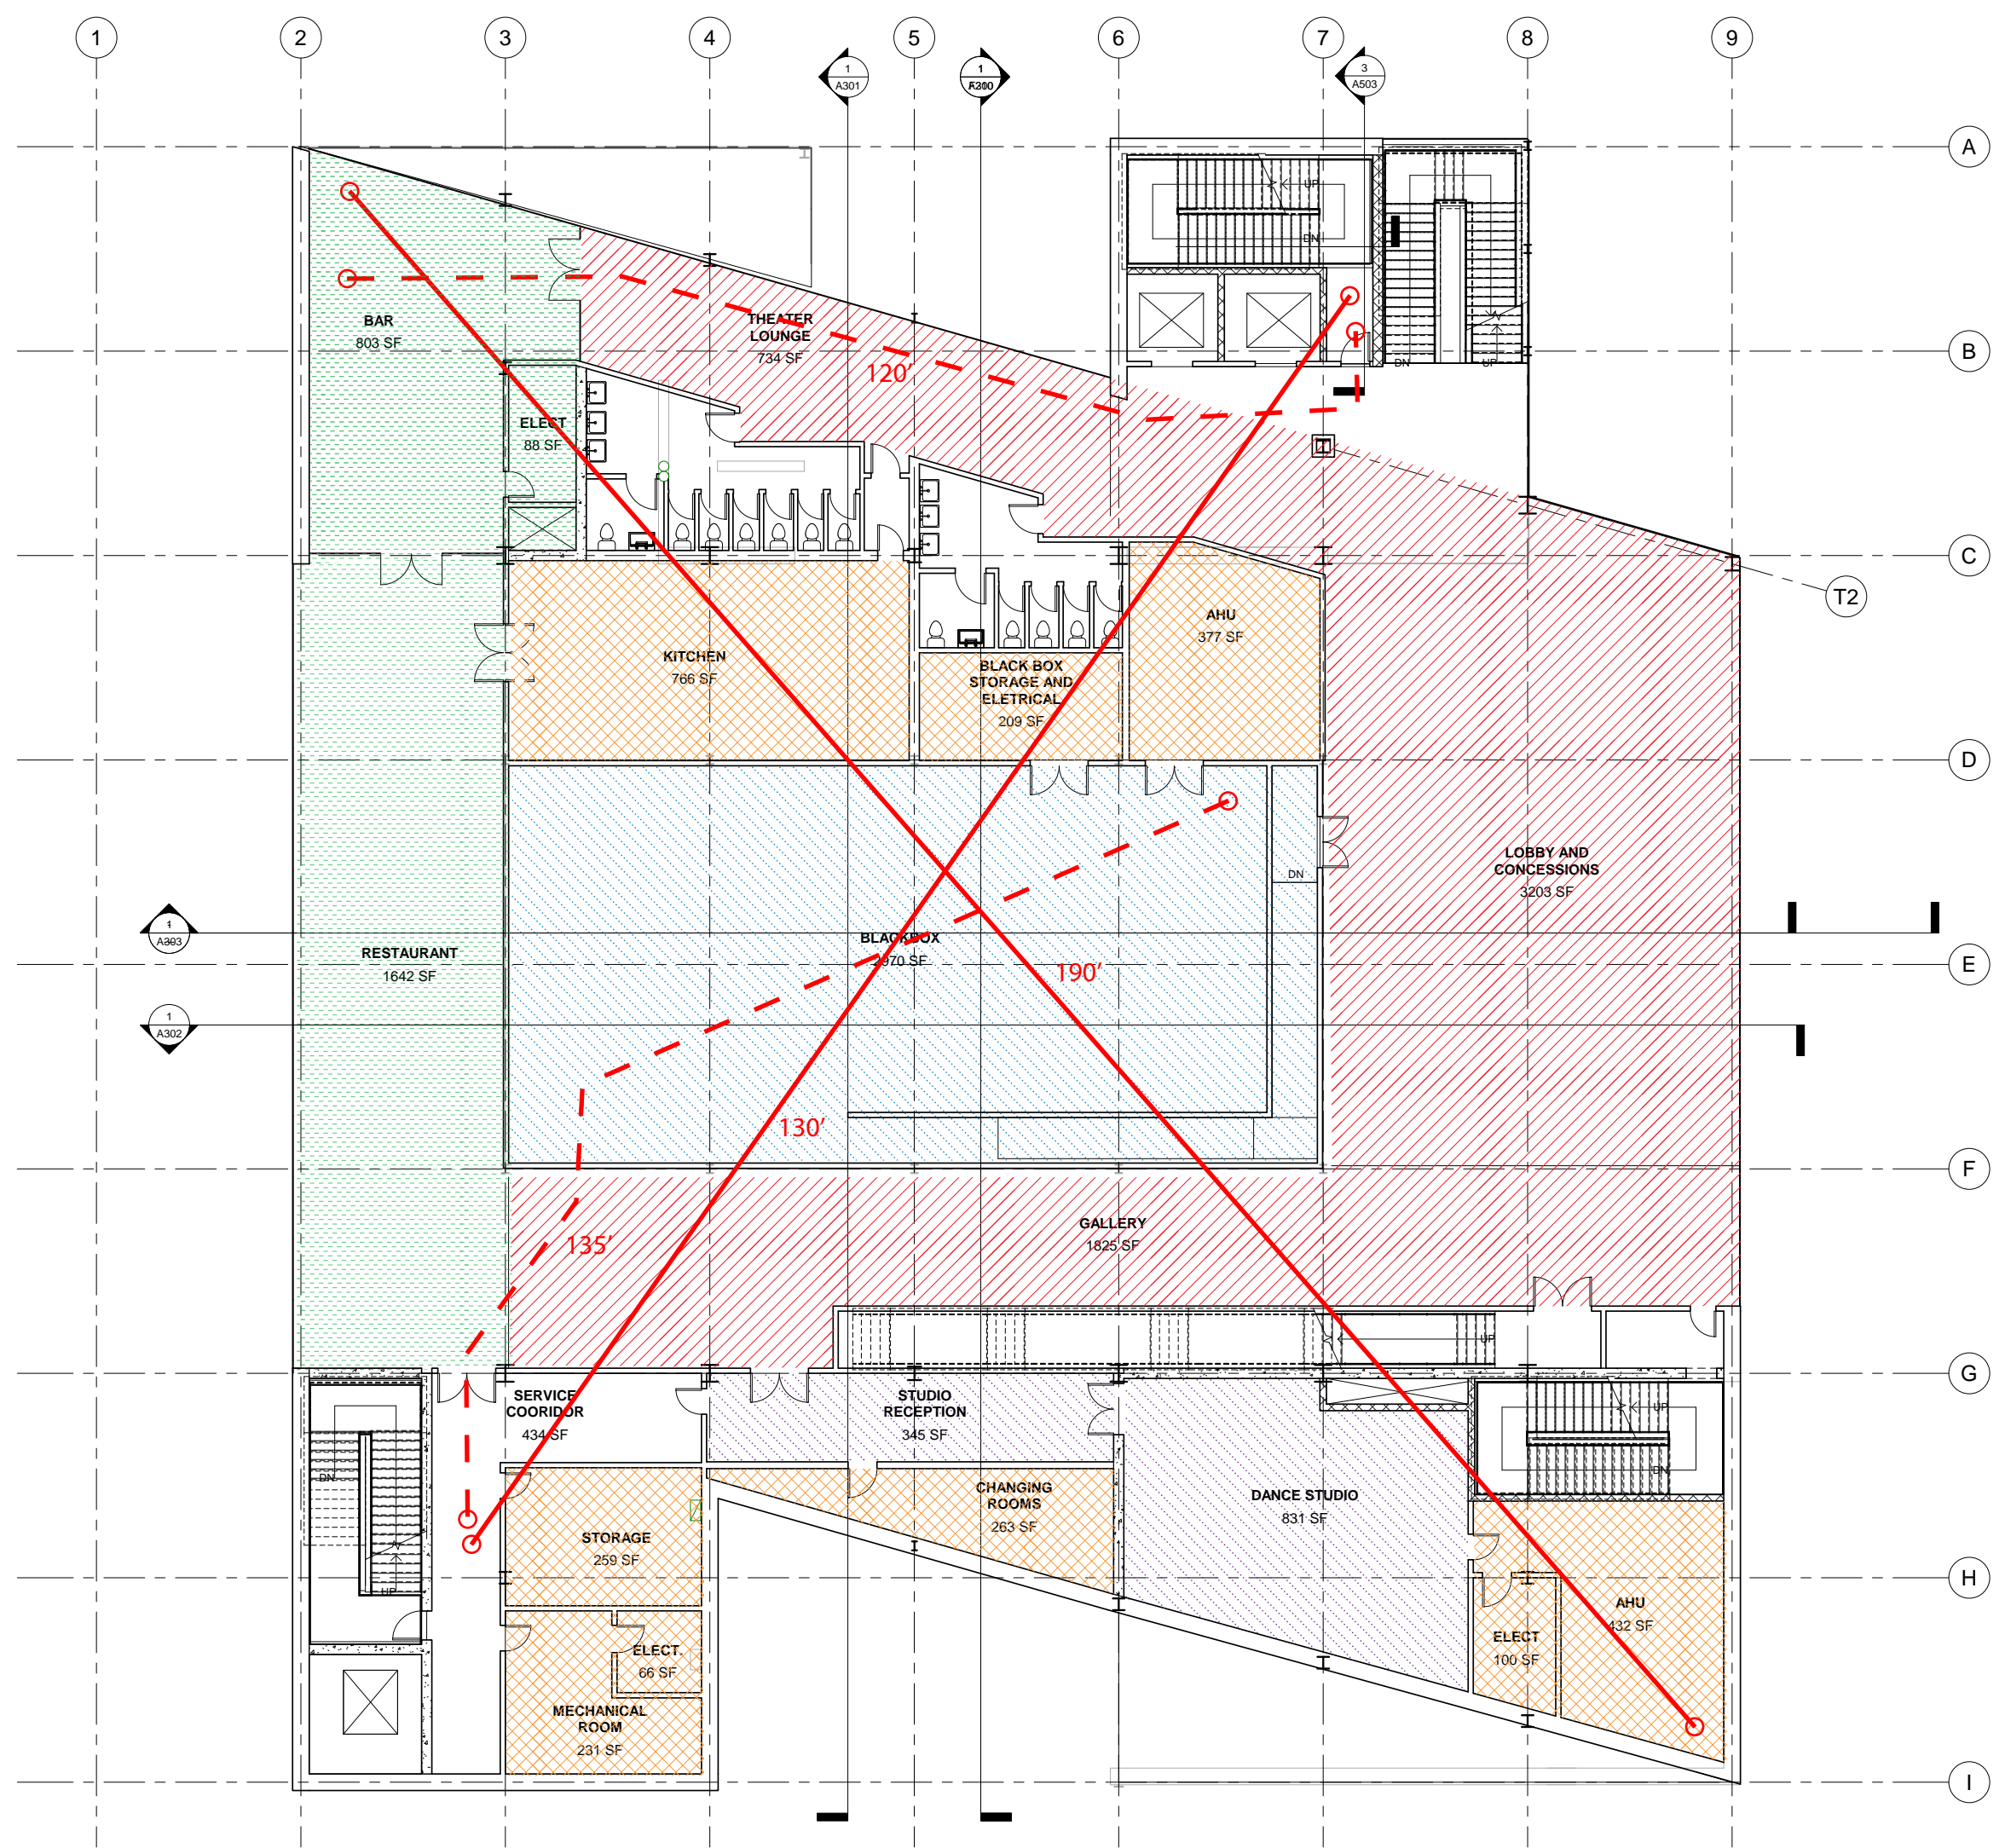 1
2
3
4
5
6
7
8
9
1
A301
1
3
A503
A
UP
DN
BAR
803 SF
THEATER
LOUNGE
734 SF
B
DN
UP
120'
ELECT
88 SF
C
T2
AHU
377 SF
KITCHEN
766 SF
BLACK BOX
STORAGE AND
ELETRICAL
209 SF
D
LOBBY AND
CONCESSIONS
3203 SF
DN
1
A303
BLACKBOX
2970 SF
RESTAURANT
1642 SF
E
190'
1
A302
130'
F
GALLERY
1825 SF
135'
UP
G
SERVICE
COORIDOR
434 SF
STUDIO
RECEPTION
345 SF
UP
DN
DN
CHANGING
ROOMS
263 SF
DANCE STUDIO
831 SF
STORAGE
259 SF
H
UP
AHU
432 SF
ELECT
100 SF
ELECT.
66 SF
MECHANICAL
ROOM
231 SF
I